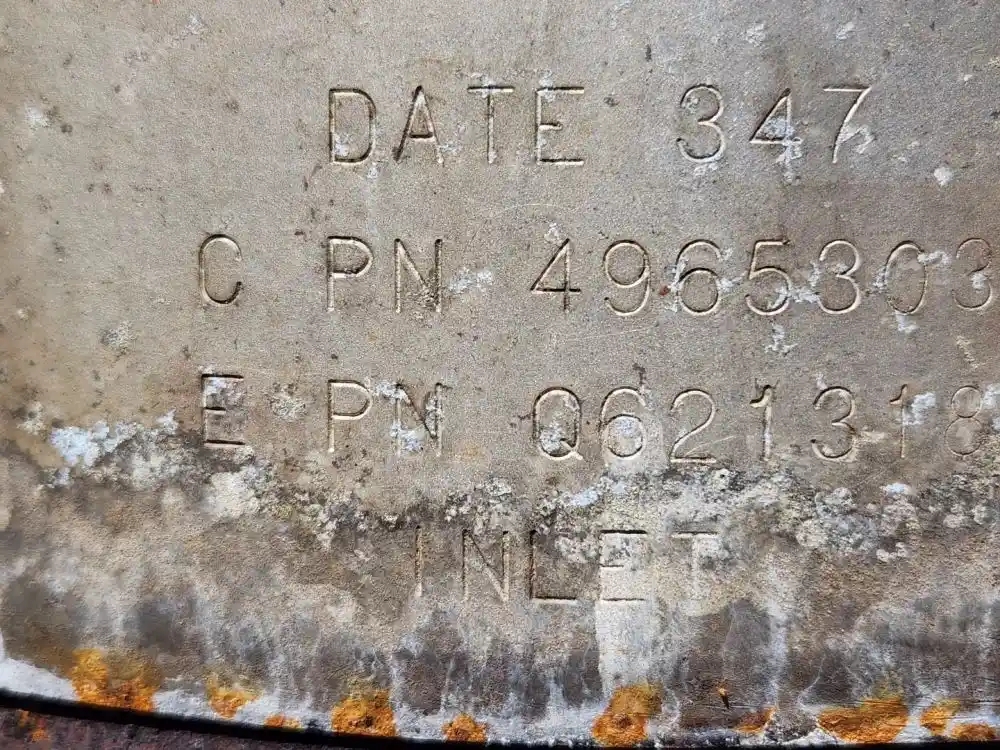 DATE 347
C PN 4965303
E PN Q621318
INLET